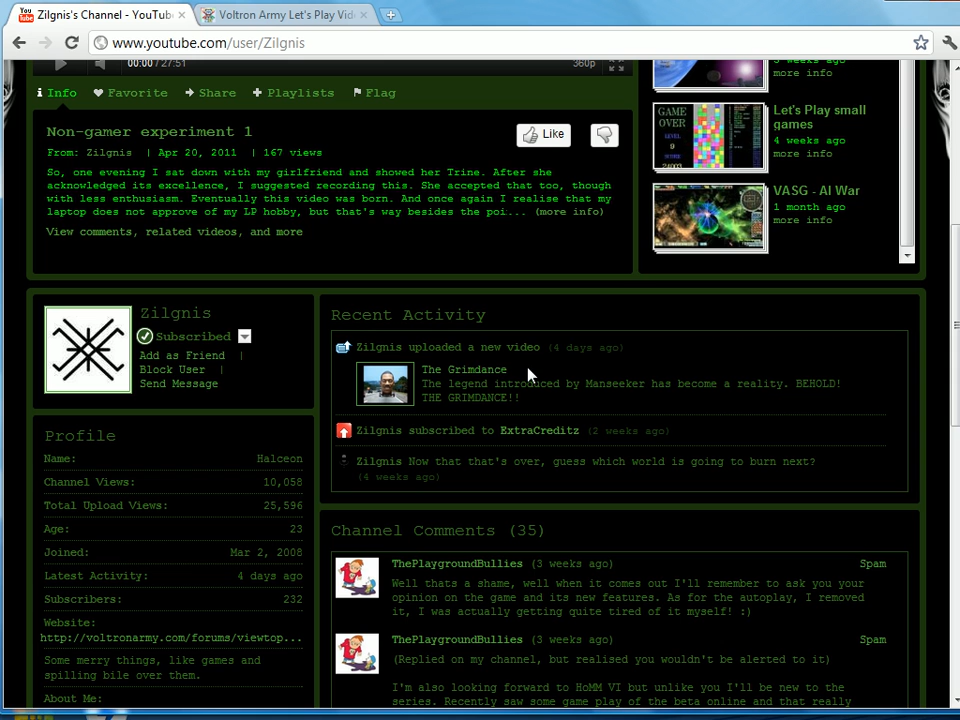 Zilgnis's Channel - YouTub
Voltron Army Let's Play Vid
www.youtube.com/user/Zilgnis
00:00 / 27:51
360p
Info
Favorite
Share
Playlists
Flag
Non-gamer experiment 1
Like
From: Zilgnis | Apr 20, 2011 | 167 views
So, one evening I sat down with my girlfriend and showed her Trine. After she
acknowledged its excellence, I suggested recording this. She accepted that too, though
with less enthusiasm. Eventually this video was born. And once again I realise that my
laptop does not approve of my LP hobby, but that's way besides the poi... (more info)
View comments, related videos, and more
3 weeks ago
more info
GAME
OVER
LEVEL
9
SCORE
Let's Play small
games
4 weeks ago
more info
VASG - AI War
1 month ago
more info
Zilgnis
Subscribed
Add as Friend |
Block User |
Send Message
Profile
Name: Halceon
Channel Views: 10,058
Total Upload Views: 25,596
Age: 23
Joined: Mar 2, 2008
Latest Activity: 4 days ago
Subscribers: 232
Website:
http://voltronarmy.com/forums/viewtop...
Some merry things, like games and
spilling bile over them.
About Me:
Recent Activity
Zilgnis uploaded a new video (4 days ago)
The Grimdance
The legend introduced by Manseeker has become a reality. BEHOLD!
THE GRIMDANCE!!
Zilgnis subscribed to ExtraCreditz (2 weeks ago)
Zilgnis Now that that's over, guess which world is going to burn next?
(4 weeks ago)
Channel Comments (35)
ThePlaygroundBullies (3 weeks ago) Spam
Well thats a shame, well when it comes out I'll remember to ask you your
opinion on the game and its new features. As for the autoplay, I removed
it, I was actually getting quite tired of it myself! :)
ThePlaygroundBullies (3 weeks ago) Spam
(Replied on my channel, but realised you wouldn't be alerted to it)
I'm also looking forward to HoMM VI but unlike you I'll be new to the
series. Recently saw some game play of the beta online and that really